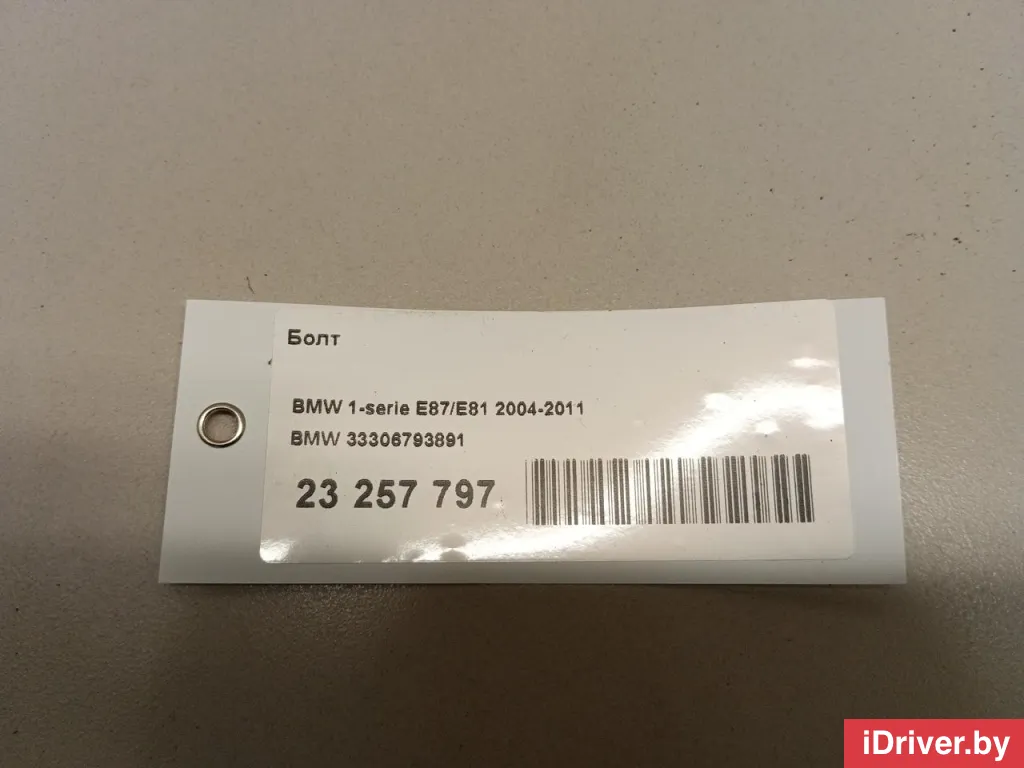 Болт
BMW 1-serie E87/E81 2004-2011
BMW 33306793891
23 257 797
iDriver.by